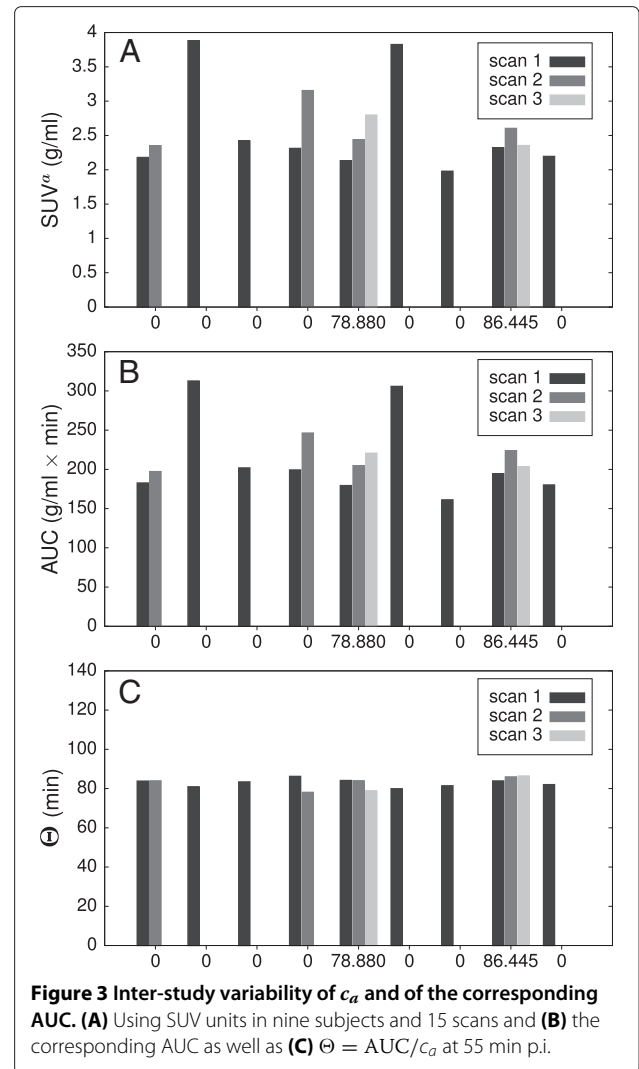 A
SUVᵃ (g/ml)
4
3.5
3
2.5
2
1.5
1
0.5
0
scan 1
scan 2
scan 3
0 0 0 0 78.880 0 0 86.445 0
B
AUC (g/ml × min)
350
300
250
200
150
100
50
0
scan 1
scan 2
scan 3
0 0 0 0 78.880 0 0 86.445 0
C
Θ (min)
140
120
100
80
60
40
20
0
scan 1
scan 2
scan 3
0 0 0 0 78.880 0 0 86.445 0
Figure 3 Inter-study variability of cₐ and of the corresponding
AUC. (A) Using SUV units in nine subjects and 15 scans and (B) the
corresponding AUC as well as (C) Θ = AUC/cₐ at 55 min p.i.